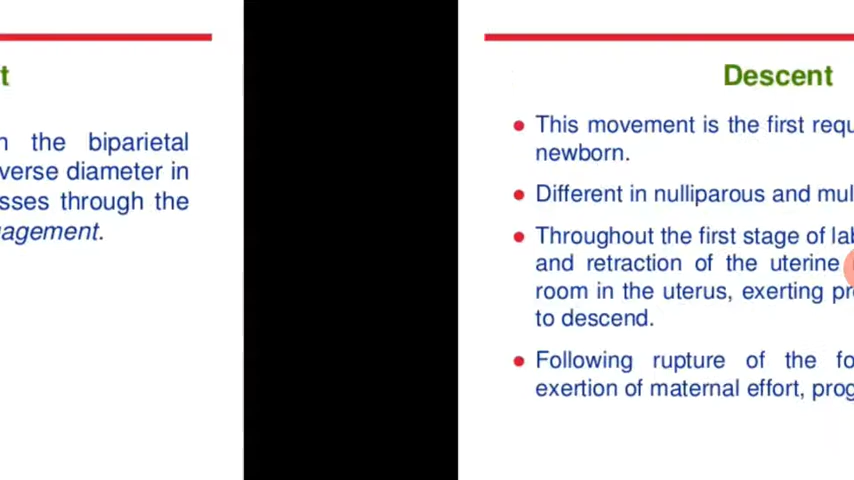 t
the biparietal
verse diameter in
sses through the
agement.
Descent
This movement is the first requ
newborn.
Different in nulliparous and mul
Throughout the first stage of lab
and retraction of the uterine
room in the uterus, exerting pr
to descend.
Following rupture of the fo
exertion of maternal effort, prog